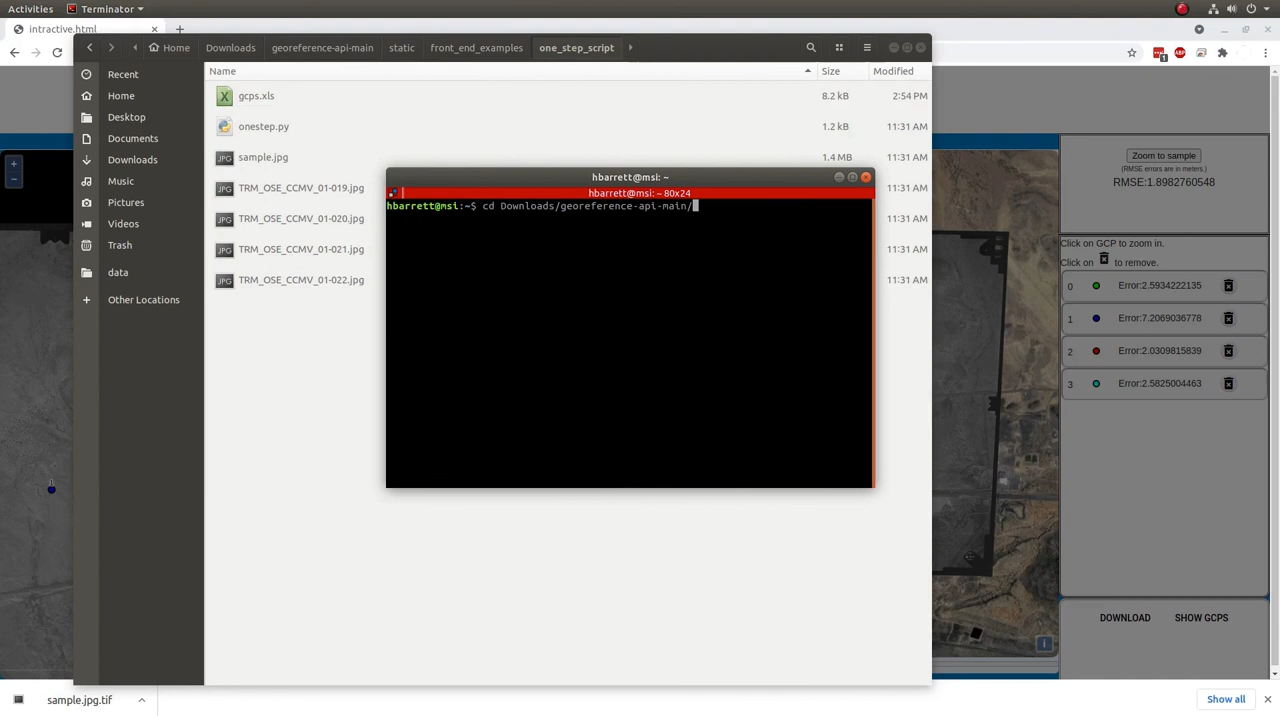 Activities Terminator
intractive.html
Home Downloads georeference-api-main static front_end_examples one_step_script
Name Size Modified
Recent
Home
Desktop
Documents
Downloads
Music
Pictures
Videos
Trash
data
Other Locations
gcps.xls 8.2 kB 2:54 PM
onestep.py 1.2 kB 11:31 AM
sample.jpg 1.4 MB 11:31 AM
TRM_OSE_CCMV_01-019.jpg 11:31 AM
TRM_OSE_CCMV_01-020.jpg 11:31 AM
TRM_OSE_CCMV_01-021.jpg 11:31 AM
TRM_OSE_CCMV_01-022.jpg 11:31 AM
hbarrett@msi: ~
hbarrett@msi: ~ 80x24
hbarrett@msi:~$ cd Downloads/georeference-api-main/
Zoom to sample
(RMSE errors are in meters.)
RMSE:1.8982760548
Click on GCP to zoom in.
Click on to remove.
0 Error:2.5934222135
1 Error:7.2069036778
2 Error:2.0309815839
3 Error:2.5825004463
DOWNLOAD SHOW GCPS
+
-
1
i
sample.jpg.tif
Show all